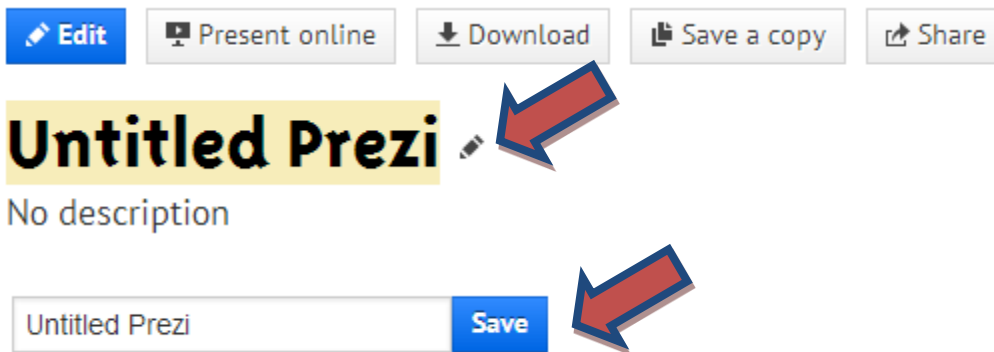 Edit Present online Download Save a copy Share
Untitled Prezi
No description
Untitled Prezi Save